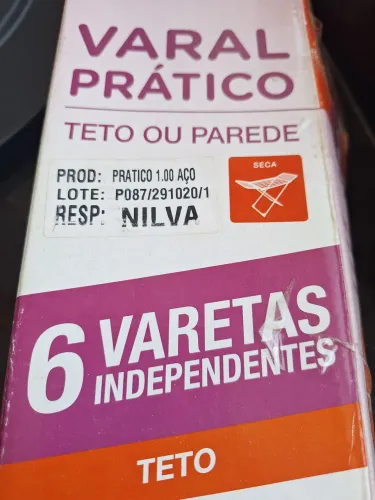 VARAL
PRÁTICO
TETO OU PAREDE
PROD: PRATICO 1.00 AÇO
LOTE: P087/291020/1
RESP: NILVA
SECA
6 VARETAS
INDEPENDENTES
TETO